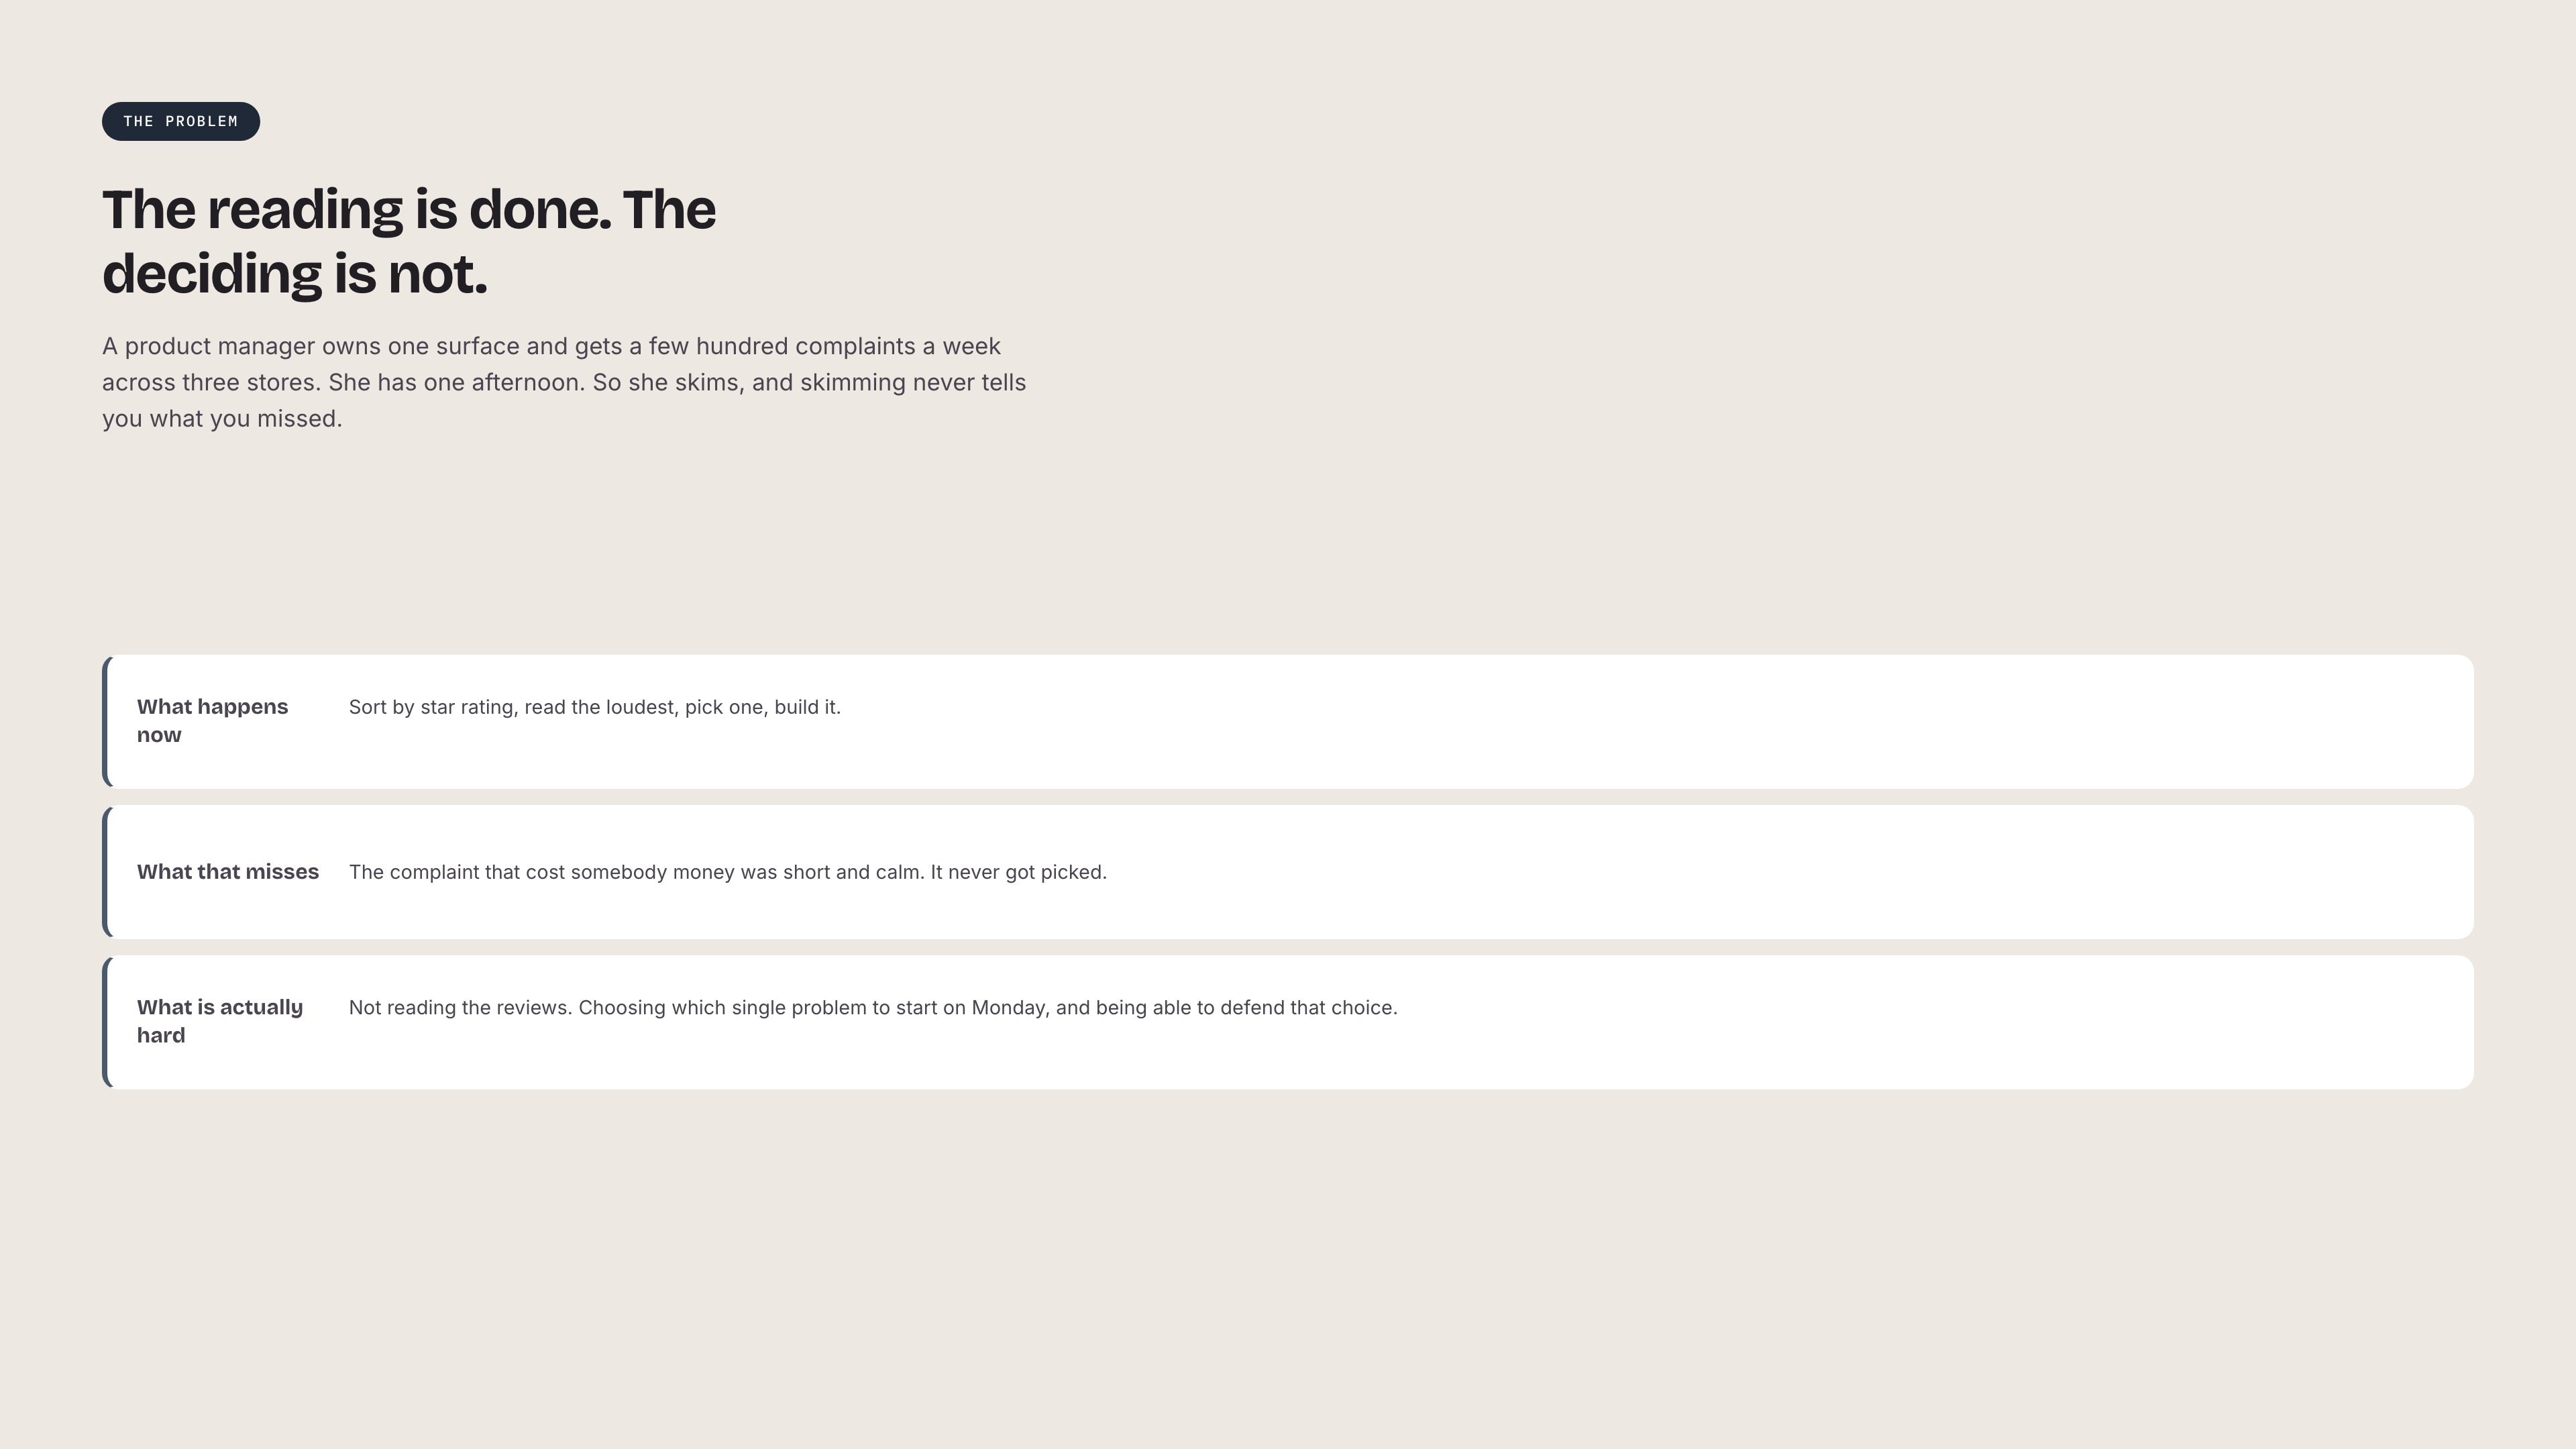 THE PROBLEM
The reading is done. The
deciding is not.
A product manager owns one surface and gets a few hundred complaints a week
across three stores. She has one afternoon. So she skims, and skimming never tells
you what you missed.
What happens
now
Sort by star rating, read the loudest, pick one, build it.
What that misses
The complaint that cost somebody money was short and calm. It never got picked.
What is actually
hard
Not reading the reviews. Choosing which single problem to start on Monday, and being able to defend that choice.